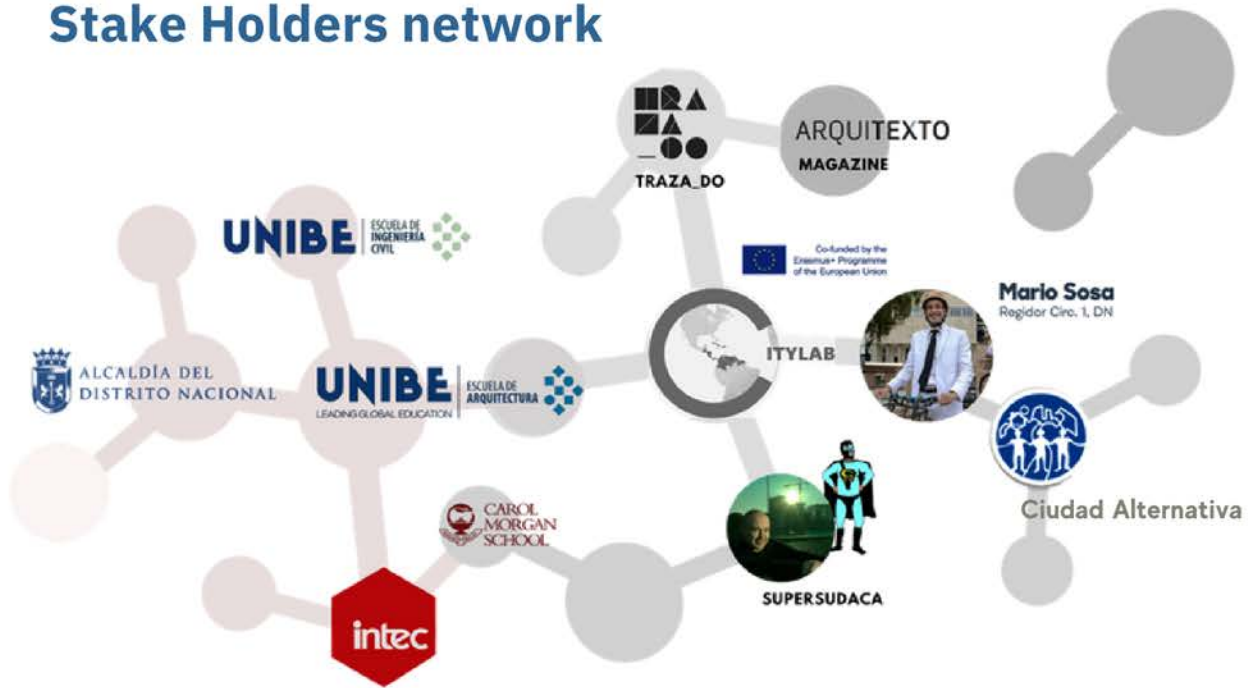 Stake Holders network
TRAZA_DO
ARQUITEXTO
MAGAZINE
UNIBE
ESCUELA DE
INGENIERÍA
CIVIL
Co-funded by the
Erasmus+ Programme
of the European Union
Mario Sosa
Regidor Circ. 1, DN
ITYLAB
ALCALDÍA DEL
DISTRITO NACIONAL
UNIBE
LEADING GLOBAL EDUCATION
ESCUELA DE
ARQUITECTURA
CAROL
MORGAN
SCHOOL
Ciudad Alternativa
SUPERSUDACA
intec